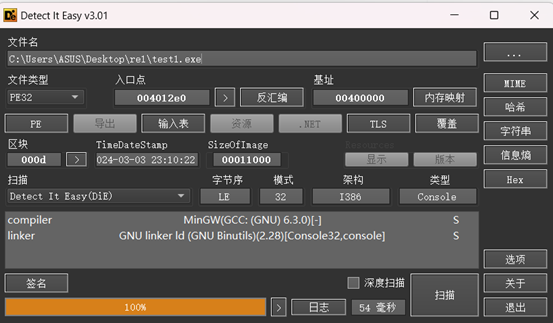 Detect It Easy v3.01
文件名
C:\Users\ASUS\Desktop\re1\test1.exe
...
文件类型 入口点 基址
PE32 004012e0 > 反汇编 00400000 内存映射 MIME
PE 导出 输入表 资源 .NET TLS 覆盖 哈希
字符串
区块 TimeDateStamp SizeOfImage Resources
000d > 024-03-03 23:10:22 00011000 显示 版本 信息熵
扫描 字节序 模式 架构 类型 Hex
Detect It Easy(DiE) LE 32 I386 Console
compiler MinGW(GCC: (GNU) 6.3.0)[-] S
linker GNU linker ld (GNU Binutils)(2.28)[Console32,console] S
选项
签名 深度扫描 扫描 关于
100% > 日志 54 毫秒 退出